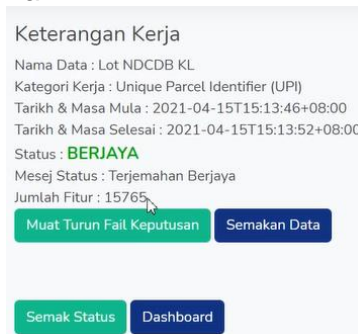 Keterangan Kerja
Nama Data : Lot NDCDB KL
Kategori Kerja : Unique Parcel Identifier (UPI)
Tarikh & Masa Mula : 2021-04-15T15:13:46+08:00
Tarikh & Masa Selesai : 2021-04-15T15:13:52+08:00
Status : BERJAYA
Mesej Status : Terjemahan Berjaya
Jumlah Fitur : 15765
Muat Turun Fail Keputusan Semakan Data
Semak Status Dashboard